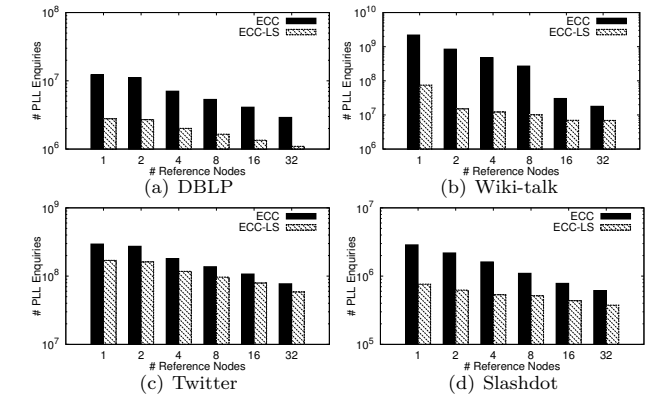 10^8
ECC
ECC-LS
10^7
10^6
# PLL Enquiries
1 2 4 8 16 32
# Reference Nodes
(a) DBLP
10^10
ECC
ECC-LS
10^9
10^8
10^7
10^6
# PLL Enquiries
1 2 4 8 16 32
# Reference Nodes
(b) Wiki-talk
10^9
ECC
ECC-LS
10^8
10^7
# PLL Enquiries
1 2 4 8 16 32
# Reference Nodes
(c) Twitter
10^7
ECC
ECC-LS
10^6
10^5
# PLL Enquiries
1 2 4 8 16 32
# Reference Nodes
(d) Slashdot